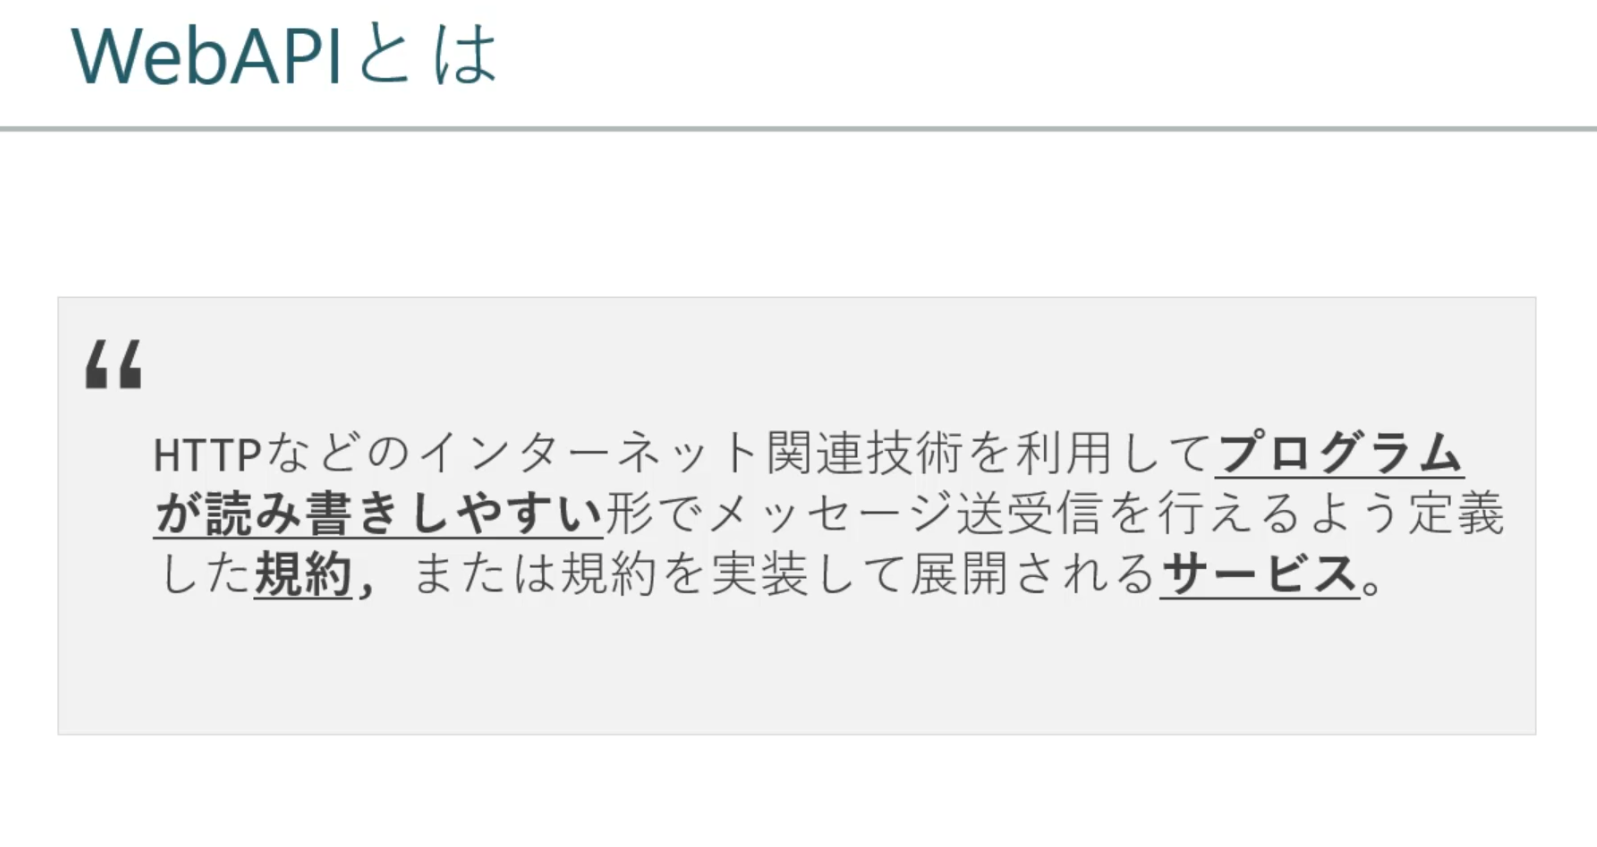 WebAPIとは
“
HTTPなどのインターネット関連技術を利用してプログラム
が読み書きしやすい形でメッセージ送受信を行えるよう定義
した規約， または規約を実装して展開されるサービス。